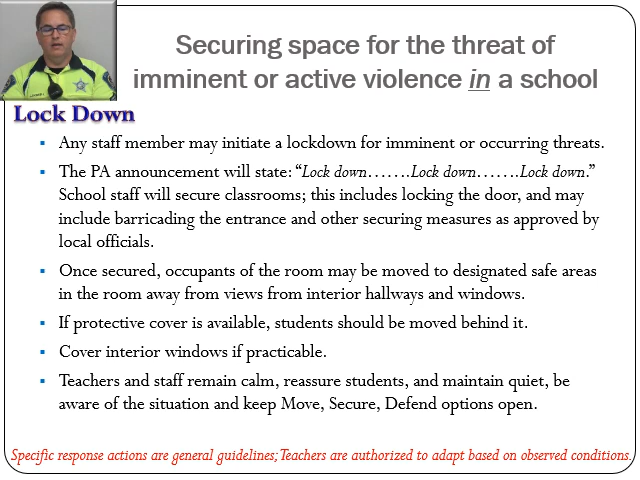 Securing space for the threat of
imminent or active violence in a school
Lock Down
▪ Any staff member may initiate a lockdown for imminent or occurring threats.
▪ The PA announcement will state: “Lock down…….Lock down…….Lock down.”
School staff will secure classrooms; this includes locking the door, and may
include barricading the entrance and other securing measures as approved by
local officials.
▪ Once secured, occupants of the room may be moved to designated safe areas
in the room away from views from interior hallways and windows.
▪ If protective cover is available, students should be moved behind it.
▪ Cover interior windows if practicable.
▪ Teachers and staff remain calm, reassure students, and maintain quiet, be
aware of the situation and keep Move, Secure, Defend options open.
Specific response actions are general guidelines; Teachers are authorized to adapt based on observed conditions.